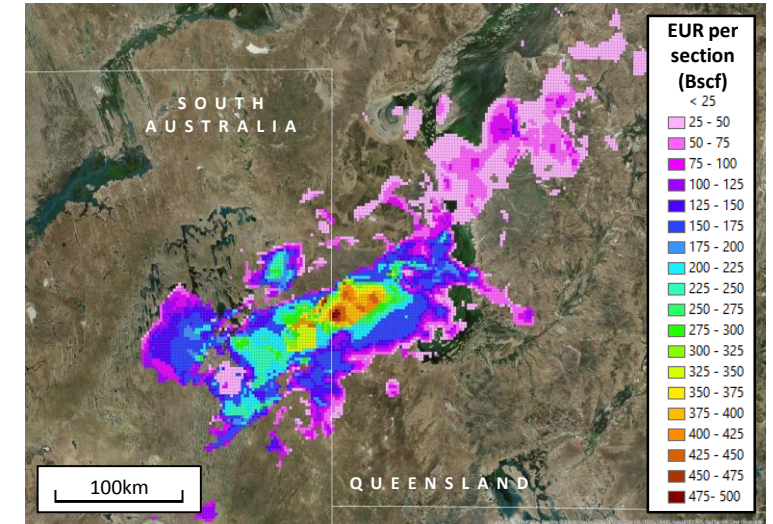 EUR per
section
(Bscf)
< 25
25 - 50
50 - 75
75 - 100
100 - 125
125 - 150
150 - 175
175 - 200
200 - 225
225 - 250
250 - 275
275 - 300
300 - 325
325 - 350
350 - 375
375 - 400
400 - 425
425 - 450
450 - 475
475- 500
SOUTH
AUSTRALIA
QUEENSLAND
100km